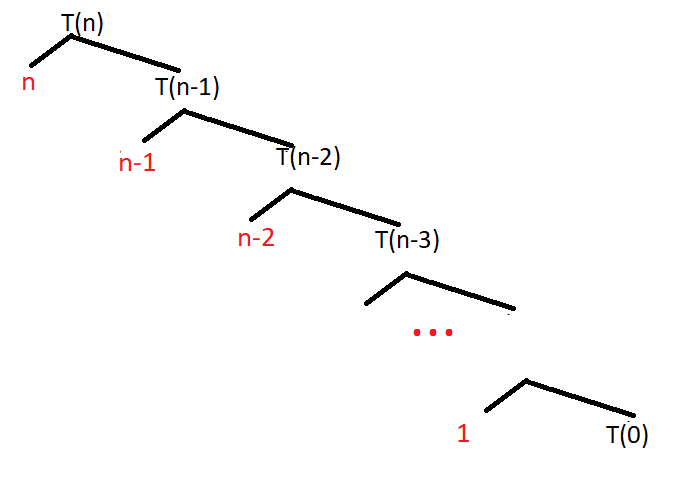 T(n)
n
T(n-1)
n-1
T(n-2)
n-2
T(n-3)
...
1
T(0)